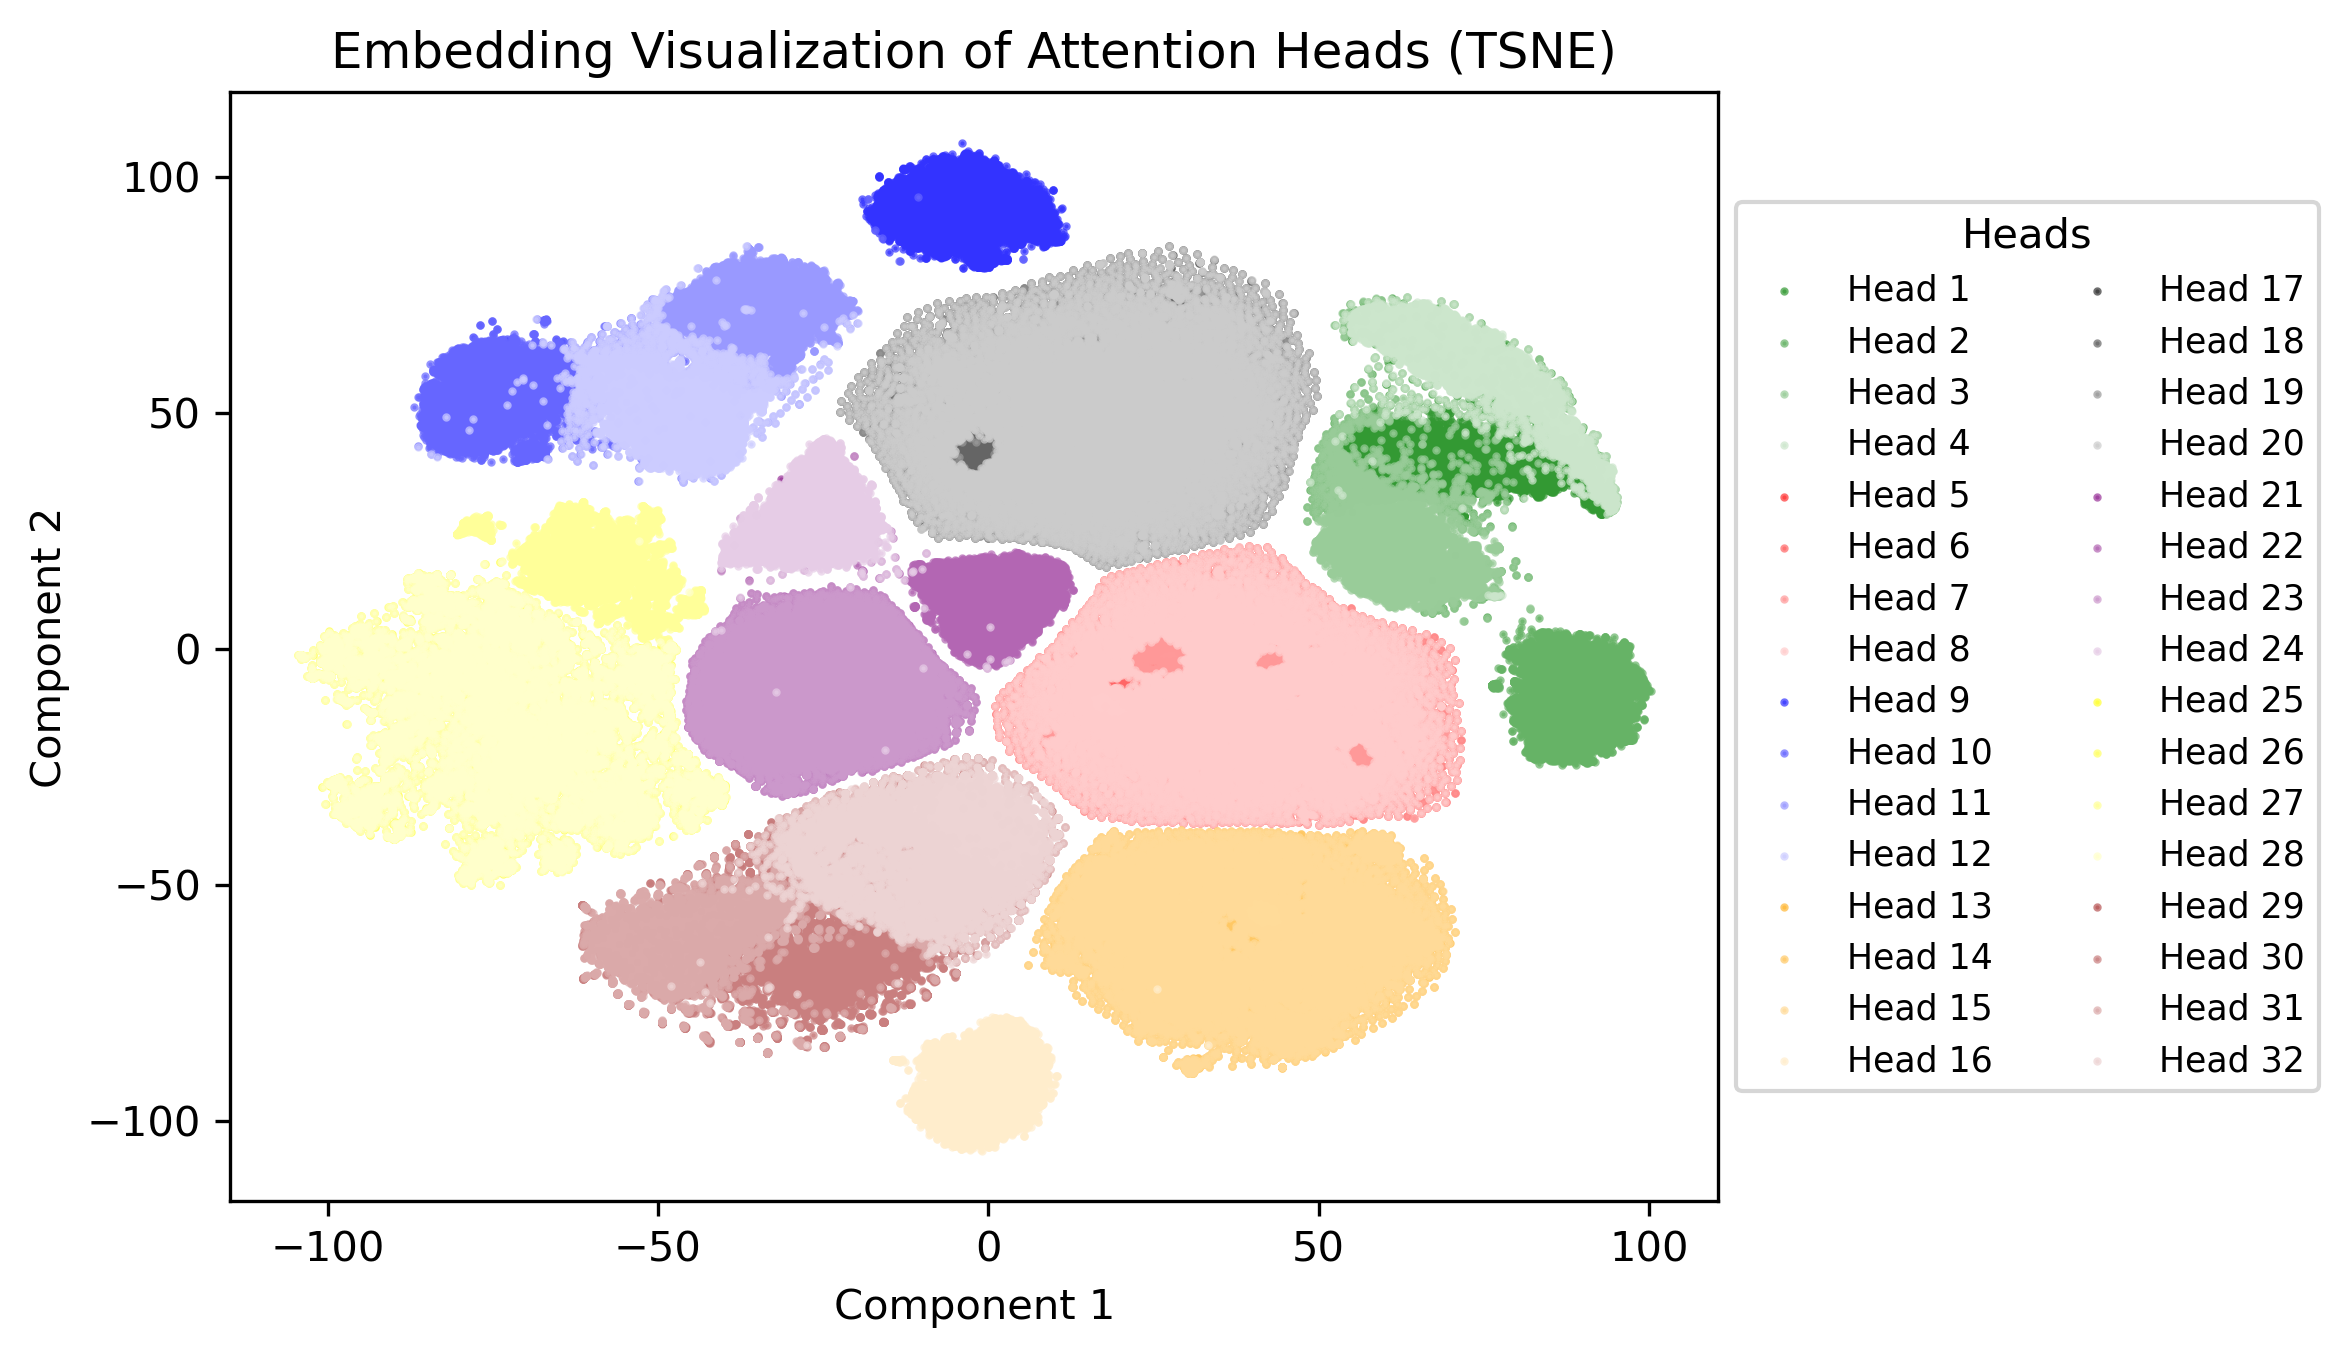 Embedding Visualization of Attention Heads (TSNE)
100
50
0
−50
−100
Component 2
−100
−50
0
50
100
Component 1
Heads
Head 1
Head 2
Head 3
Head 4
Head 5
Head 6
Head 7
Head 8
Head 9
Head 10
Head 11
Head 12
Head 13
Head 14
Head 15
Head 16
Head 17
Head 18
Head 19
Head 20
Head 21
Head 22
Head 23
Head 24
Head 25
Head 26
Head 27
Head 28
Head 29
Head 30
Head 31
Head 32